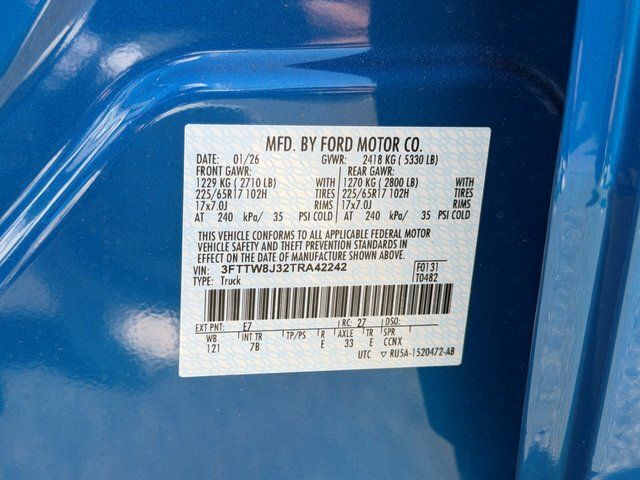 MFD. BY FORD MOTOR CO.
DATE: 01/26 GVWR: 2418 KG ( 5330 LB)
FRONT GAWR: REAR GAWR:
1229 KG ( 2710 LB) WITH 1270 KG ( 2800 LB) WITH
225/65R17 102H TIRES 225/65R17 102H TIRES
17x7.0J RIMS 17x7.0J RIMS
AT 240 kPa/ 35 PSI COLD AT 240 kPa/ 35 PSI COLD
THIS VEHICLE CONFORMS TO ALL APPLICABLE FEDERAL MOTOR
VEHICLE SAFETY AND THEFT PREVENTION STANDARDS IN
EFFECT ON THE DATE OF MANUFACTURE SHOWN ABOVE.
VIN: 3FTTW8J32TRA42242 F0131
TYPE: Truck T0482
EXT PNT: E7 RC: 27 DSO:
WB INT TR TP/PS R AXLE TR SPR
121 7B E 33 E CCNX
UTC ▽ RU5A-1520472-AB